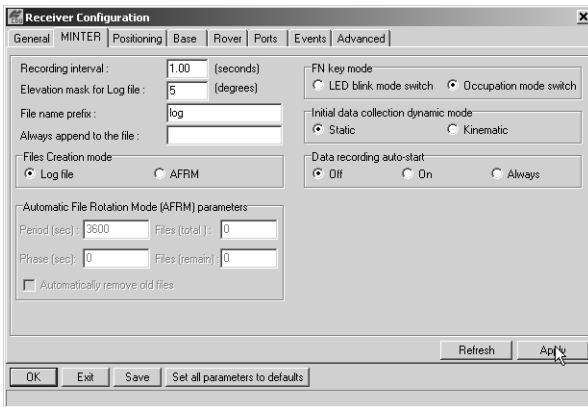 Receiver Configuration
General MINTER Positioning Base Rover Ports Events Advanced
Recording interval : 1.00 (seconds)
Elevation mask for Log file : 5 (degrees)
File name prefix : log
Always append to the file :
Files Creation mode
Log file AFRM
Automatic File Rotation Mode (AFRM) parameters
Period (sec) : 3600 Files (total ) : 0
Phase (sec): 0 Files (remain) : 0
Automatically remove old files
FN key mode
LED blink mode switch Occupation mode switch
Initial data collection dynamic mode
Static Kinematic
Data recording auto-start
Off On Always
Refresh Apply
OK Exit Save Set all parameters to defaults